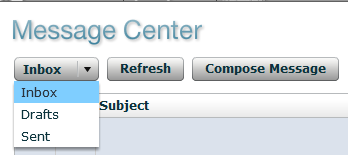 Message Center
Inbox Refresh Compose Message
Inbox
Subject
Drafts
Sent